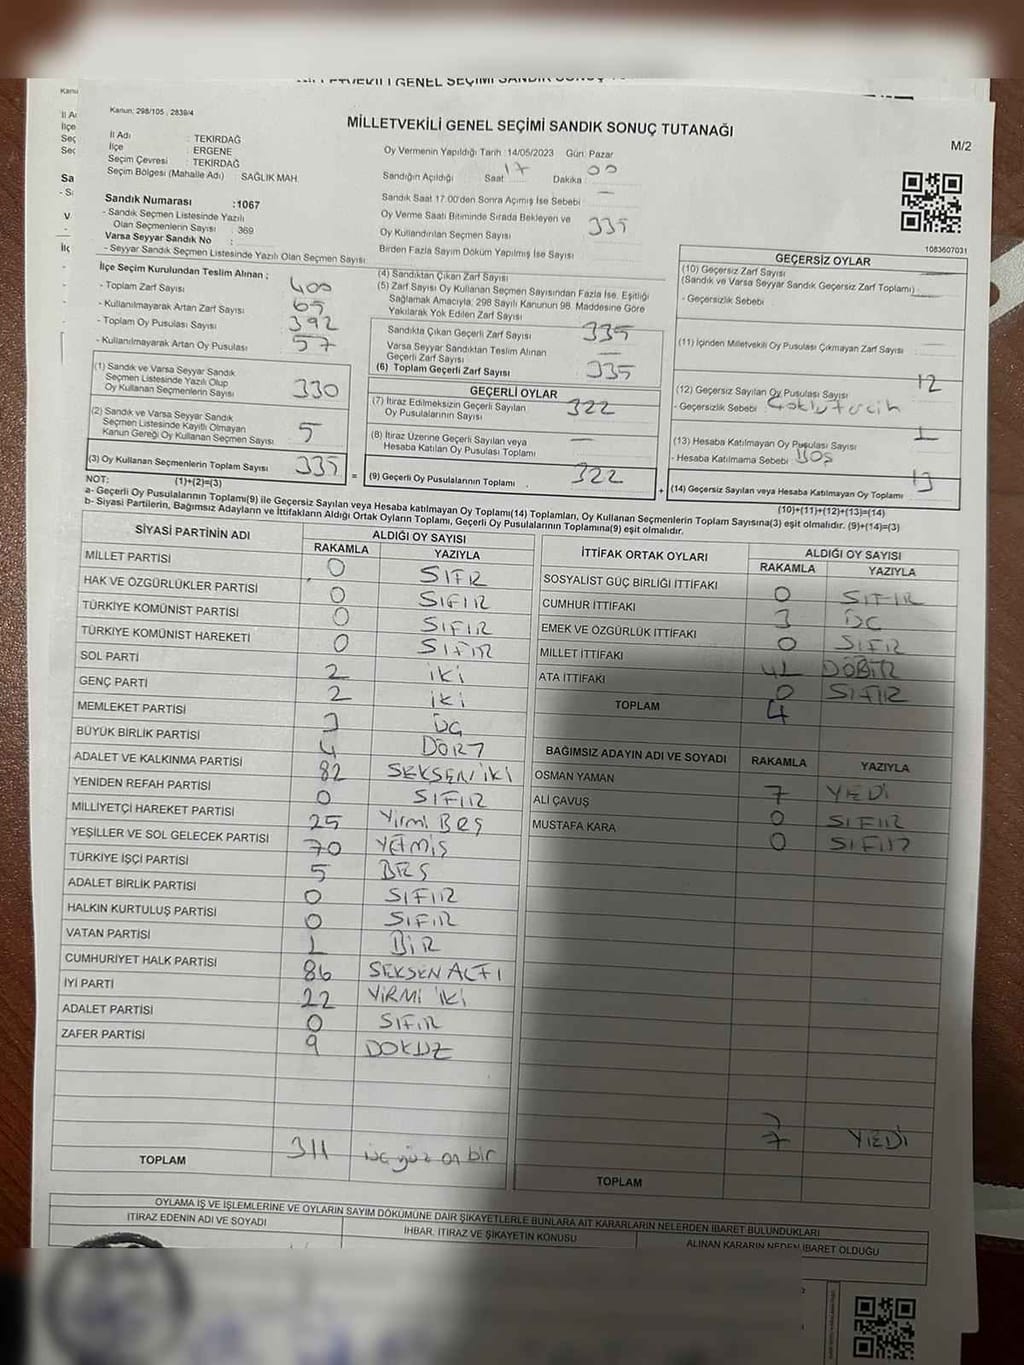 Kanun: 298/105 , 2839/4
MİLLETVEKİLİ GENEL SEÇİMİ SANDIK SONUÇ TUTANAĞI
M/2
İl Adı : TEKİRDAĞ
İlçe : ERGENE
Seçim Çevresi : TEKİRDAĞ
Seçim Bölgesi (Mahalle Adı) : SAĞLIK MAH.
Oy Vermenin Yapıldığı Tarih :14/05/2023 Gün: Pazar
Sandığın Açıldığı Saat 17 Dakika 00
Sandık Numarası :1067
- Sandık Seçmen Listesinde Yazılı
Olan Seçmenlerin Sayısı : 369
Varsa Seyyar Sandık No :
- Seyyar Sandık Seçmen Listesinde Yazılı Olan Seçmen Sayısı:
Sandık Saat 17:00'den Sonra Açımış İse Sebebi : —
Oy Verme Saati Bitiminde Sırada Bekleyen ve
Oy Kullandırılan Seçmen Sayısı : 335
Birden Fazla Sayım Döküm Yapılmış İse Sayısı
1083607031
İlçe Seçim Kurulundan Teslim Alınan ;
- Toplam Zarf Sayısı : 400
- Kullanılmayarak Artan Zarf Sayısı : 65
- Toplam Oy Pusulası Sayısı : 392
- Kullanılmayarak Artan Oy Pusulası : 57
(1) Sandık ve Varsa Seyyar Sandık
Seçmen Listesinde Yazılı Olup
Oy Kullanan Seçmenlerin Sayısı 330
(2) Sandık ve Varsa Seyyar Sandık
Seçmen Listesinde Kayıtlı Olmayan
Kanun Gereği Oy Kullanan Seçmen Sayısı 5
(3) Oy Kullanan Seçmenlerin Toplam Sayısı 335 =
NOT: (1)+(2)=(3)
(4) Sandıktan Çıkan Zarf Sayısı
(5) Zarf Sayısı Oy Kullanan Seçmen Sayısından Fazla İse, Eşitliği
Sağlamak Amacıyla; 298 Sayılı Kanunun 98. Maddesine Göre
Yakılarak Yok Edilen Zarf Sayısı
Sandıkta Çıkan Geçerli Zarf Sayısı 335
Varsa Seyyar Sandıktan Teslim Alınan
Geçerli Zarf Sayısı —
(6) Toplam Geçerli Zarf Sayısı 335
GEÇERLİ OYLAR
(7) İtiraz Edilmeksizin Geçerli Sayılan
Oy Pusulalarının Sayısı 322
(8) İtiraz Üzerine Geçerli Sayılan veya
Hesaba Katılan Oy Pusulası Toplamı —
(9) Geçerli Oy Pusulalarının Toplamı 322 +
GEÇERSİZ OYLAR
(10) Geçersiz Zarf Sayısı
(Sandık ve Varsa Seyyar Sandık Geçersiz Zarf Toplamı) —
- Geçersizlik Sebebi
(11) İçinden Milletvekili Oy Pusulası Çıkmayan Zarf Sayısı
(12) Geçersiz Sayılan Oy Pusulası Sayısı 12
- Geçersizlik Sebebi Çoklu tercih
(13) Hesaba Katılmayan Oy Pusulası Sayısı 1
- Hesaba Katılmama Sebebi BOŞ
(14) Geçersiz Sayılan veya Hesaba Katılmayan Oy Toplamı 13
(10)+(11)+(12)+(13)=(14)
a- Geçerli Oy Pusulalarının Toplamı(9) ile Geçersiz Sayılan veya Hesaba katılmayan Oy Toplamı(14) Toplamları, Oy Kullanan Seçmenlerin Toplam Sayısına(3) eşit olmalıdır. (9)+(14)=(3)
b- Siyasi Partilerin, Bağımsız Adayların ve İttifakların Aldığı Ortak Oyların Toplamı, Geçerli Oy Pusulalarının Toplamına(9) eşit olmalıdır.
SİYASİ PARTİNİN ADI ALDIĞI OY SAYISI
RAKAMLA YAZIYLA
MİLLET PARTİSİ 0 SIFIR
HAK VE ÖZGÜRLÜKLER PARTİSİ 0 SIFIR
TÜRKİYE KOMÜNİST PARTİSİ 0 SIFIR
TÜRKİYE KOMÜNİST HAREKETİ 0 SIFIR
SOL PARTİ 2 İKİ
GENÇ PARTİ 2 İKİ
MEMLEKET PARTİSİ 3 ÜÇ
BÜYÜK BİRLİK PARTİSİ 4 DÖRT
ADALET VE KALKINMA PARTİSİ 82 SEKSEN İKİ
YENİDEN REFAH PARTİSİ 0 SIFIR
MİLLİYETÇİ HAREKET PARTİSİ 25 Yirmi BEŞ
YEŞİLLER VE SOL GELECEK PARTİSİ 70 YETMİŞ
TÜRKİYE İŞÇİ PARTİSİ 5 BEŞ
ADALET BİRLİK PARTİSİ 0 SIFIR
HALKIN KURTULUŞ PARTİSİ 0 SIFIR
VATAN PARTİSİ 1 BİR
CUMHURİYET HALK PARTİSİ 86 SEKSEN ALTI
İYİ PARTİ 22 YİRMİ İKİ
ADALET PARTİSİ 0 SIFIR
ZAFER PARTİSİ 9 DOKUZ
TOPLAM 311 üç yüz on bir
İTTİFAK ORTAK OYLARI ALDIĞI OY SAYISI
RAKAMLA YAZIYLA
SOSYALİST GÜÇ BİRLİĞİ İTTİFAKI 0 SIFIR
CUMHUR İTTİFAKI 3 ÜÇ
EMEK VE ÖZGÜRLÜK İTTİFAKI 0 SIFIR
MİLLET İTTİFAKI 1 BİR
ATA İTTİFAKI 0 SIFIR
TOPLAM 4
BAĞIMSIZ ADAYIN ADI VE SOYADI RAKAMLA YAZIYLA
OSMAN YAMAN 7 YEDİ
ALİ ÇAVUŞ 0 SIFIR
MUSTAFA KARA 0 SIFIR
7 YEDİ
TOPLAM
OYLAMA İŞ VE İŞLEMLERİNE VE OYLARIN SAYIM DÖKÜMÜNE DAİR ŞİKAYETLERLE BUNLARA AİT KARARLARIN NELERDEN İBARET BULUNDUKLARI
İTİRAZ EDENİN ADI VE SOYADI İHBAR, İTİRAZ VE ŞİKAYETİN KONUSU ALINAN KARARIN NEDEN İBARET OLDUĞU